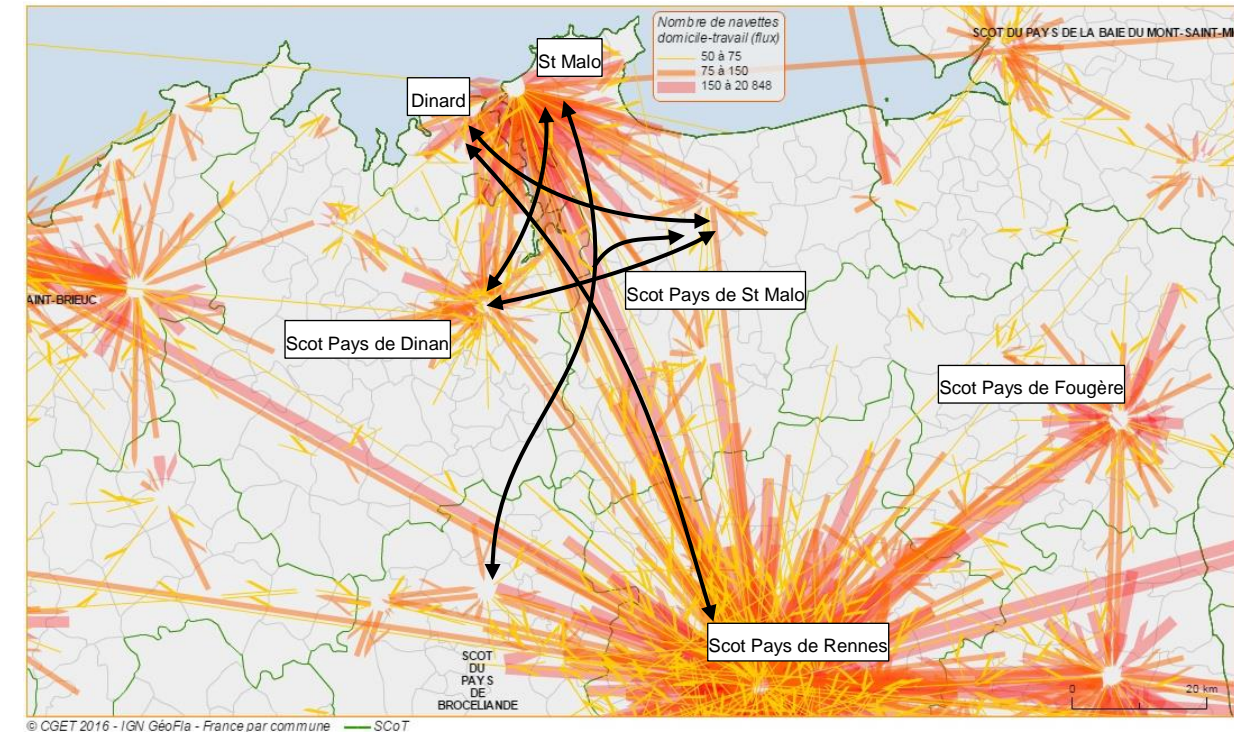 Nombre de navettes
domicile-travail (flux)
50 à 75
75 à 150
150 à 20 848
SCOT DU PAYS DE LA BAIE DU MONT-SAINT-MI
St Malo
Dinard
AINT-BRIEUC
Scot Pays de St Malo
Scot Pays de Dinan
Scot Pays de Fougère
Scot Pays de Rennes
SCOT
DU
PAYS
DE
BROCELIANDE
0 20 km
© CGET 2016 - IGN GéoFla - France par commune SCoT